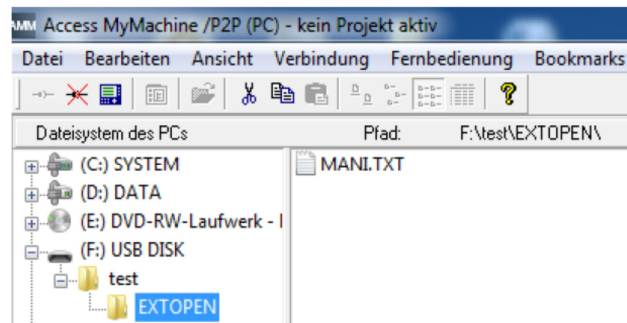 AMM Access MyMachine /P2P (PC) - kein Projekt aktiv
Datei Bearbeiten Ansicht Verbindung Fernbedienung Bookmarks
Dateisystem des PCs Pfad: F:\test\EXTOPEN\
(C:) SYSTEM
(D:) DATA
(E:) DVD-RW-Laufwerk -
(F:) USB DISK
test
EXTOPEN
MANI.TXT